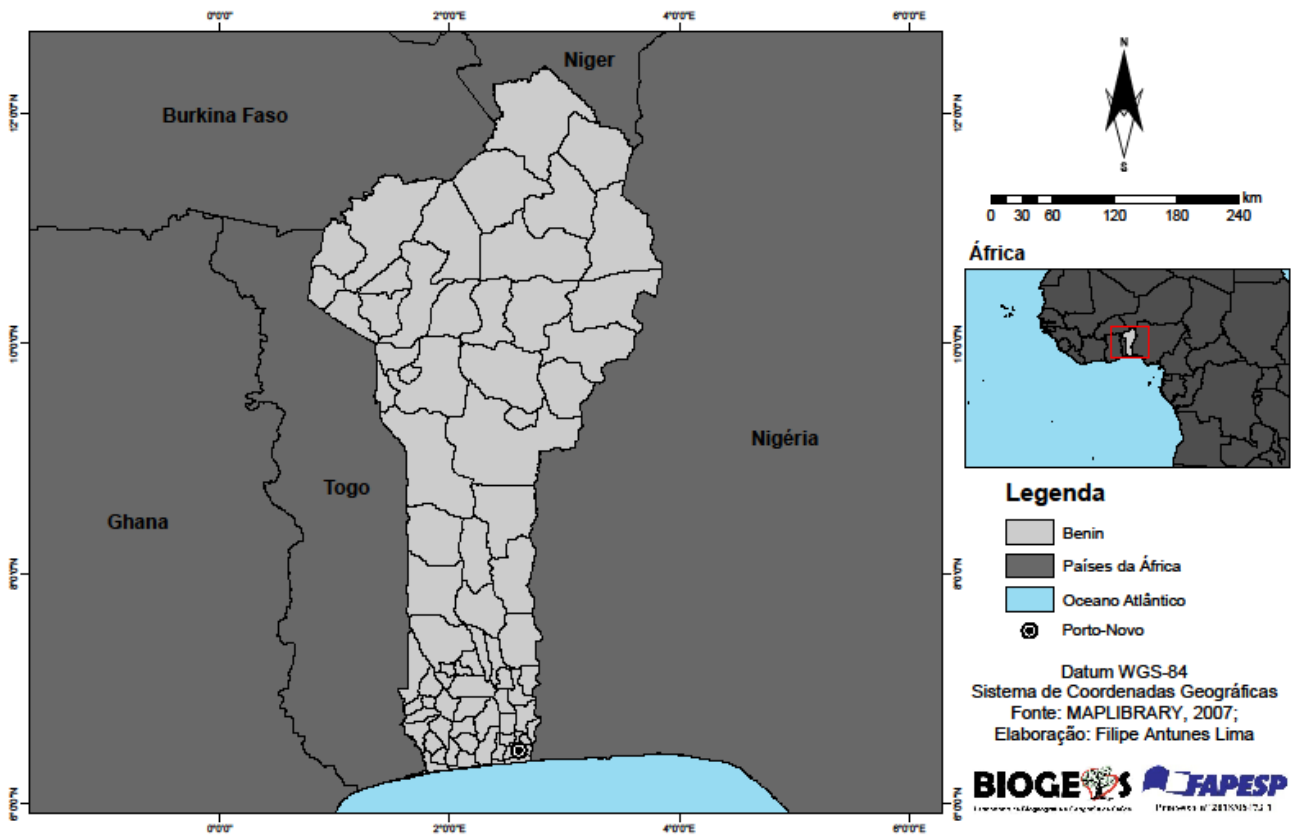 0°0'0" 2°0'0"E 4°0'0"E 6°0'0"E
12°0'0"N
10°0'0"N
8°0'0"N
6°0'0"N
Niger
Burkina Faso
Nigéria
Togo
Ghana
12°0'0"N
10°0'0"N
8°0'0"N
6°0'0"N
0°0'0" 2°0'0"E 4°0'0"E 6°0'0"E
N
S
km
0 30 60 120 180 240
África
Legenda
Benin
Países da África
Oceano Atlântico
Porto-Novo
Datum WGS-84
Sistema de Coordenadas Geográficas
Fonte: MAPLIBRARY, 2007;
Elaboração: Filipe Antunes Lima
BIOGEOS
FAPESP